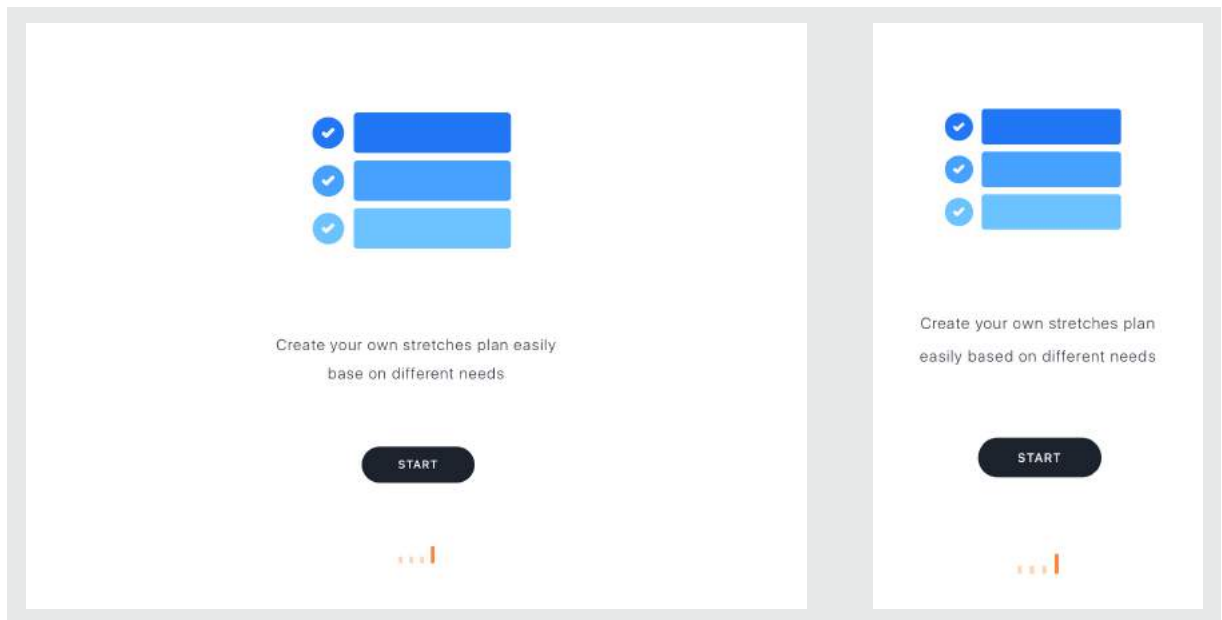 Create your own stretches plan easily
base on different needs
START
Create your own stretches plan
easily based on different needs
START